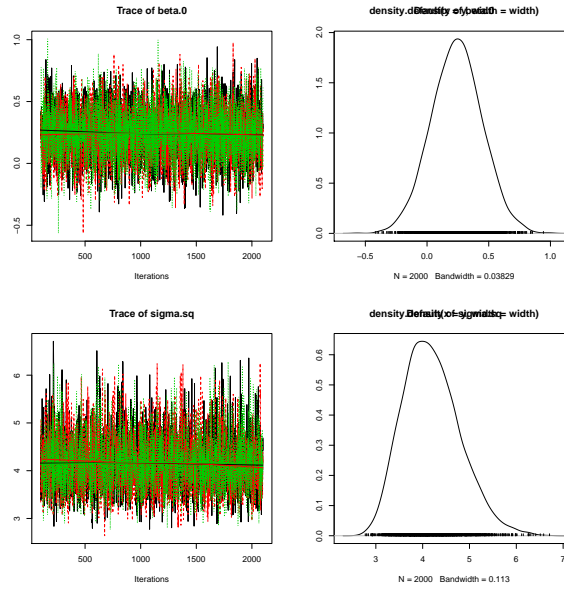 Trace of beta.0
= width)
1.0
0.5
0.0
−0.5
500 1000 1500 2000
Iterations
2.0
1.5
1.0
0.5
0.0
−0.5 0.0 0.5 1.0
N = 2000 Bandwidth = 0.03829
Trace of sigma.sq
= width)
6
5
4
3
500 1000 1500 2000
Iterations
0.6
0.5
0.4
0.3
0.2
0.1
0.0
3 4 5 6 7
N = 2000 Bandwidth = 0.113